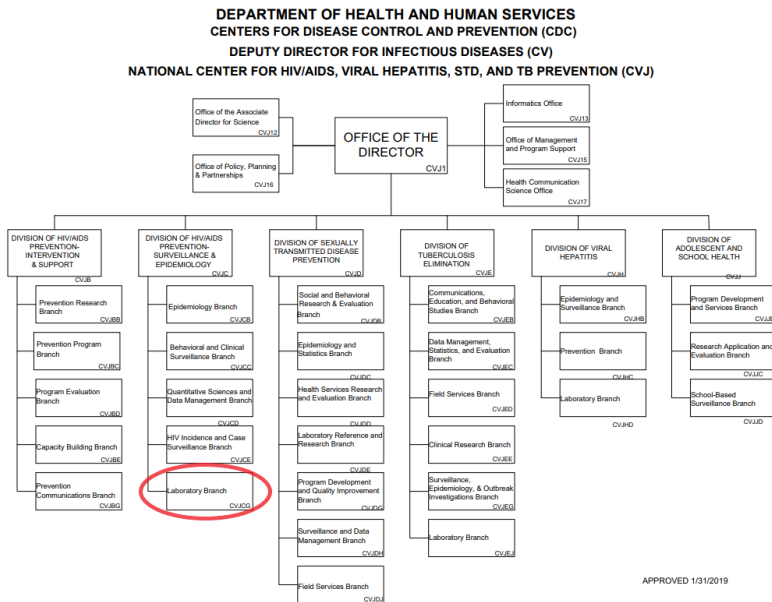 DEPARTMENT OF HEALTH AND HUMAN SERVICES
CENTERS FOR DISEASE CONTROL AND PREVENTION (CDC)
DEPUTY DIRECTOR FOR INFECTIOUS DISEASES (CV)
NATIONAL CENTER FOR HIV/AIDS, VIRAL HEPATITIS, STD, AND TB PREVENTION (CVJ)
Office of the Associate
Director for Science
CVJ12
Office of Policy, Planning
& Partnerships
CVJ16
OFFICE OF THE
DIRECTOR
CVJ1
Informatics Office
CVJ13
Office of Management
and Program Support
CVJ15
Health Communication
Science Office
CVJ17
DIVISION OF HIV/AIDS
PREVENTION-
INTERVENTION
& SUPPORT
CVJB
Prevention Research
Branch
CVJBB
Prevention Program
Branch
CVJBC
Program Evaluation
Branch
CVJBD
Capacity Building Branch
CVJBE
Prevention
Communications Branch
CVJBG
DIVISION OF HIV/AIDS
PREVENTION-
SURVEILLANCE &
EPIDEMIOLOGY
CVJC
Epidemiology Branch
CVJCB
Behavioral and Clinical
Surveillance Branch
CVJCC
Quantitative Sciences and
Data Management Branch
CVJCD
HIV Incidence and Case
Surveillance Branch
CVJCE
Laboratory Branch
CVJCG
DIVISION OF SEXUALLY
TRANSMITTED DISEASE
PREVENTION
CVJD
Social and Behavioral
Research & Evaluation
Branch
CVJDB
Epidemiology and
Statistics Branch
CVJDC
Health Services Research
and Evaluation Branch
CVJDD
Laboratory Reference and
Research Branch
CVJDE
Program Development
and Quality Improvement
Branch
CVJDG
Surveillance and Data
Management Branch
CVJDH
Field Services Branch
CVJDJ
DIVISION OF
TUBERCULOSIS
ELIMINATION
CVJE
Communications,
Education, and Behavioral
Studies Branch
CVJEB
Data Management,
Statistics, and Evaluation
Branch
CVJEC
Field Services Branch
CVJED
Clinical Research Branch
CVJEE
Surveillance,
Epidemiology, & Outbreak
Investigations Branch
CVJEG
Laboratory Branch
CVJEJ
DIVISION OF VIRAL
HEPATITIS
CVJH
Epidemiology and
Surveillance Branch
CVJHB
Prevention Branch
CVJHC
Laboratory Branch
CVJHD
DIVISION OF
ADOLESCENT AND
SCHOOL HEALTH
CVJJ
Program Development
and Services Branch
CVJJB
Research Application and
Evaluation Branch
CVJJC
School-Based
Surveillance Branch
CVJJD
APPROVED 1/31/2019